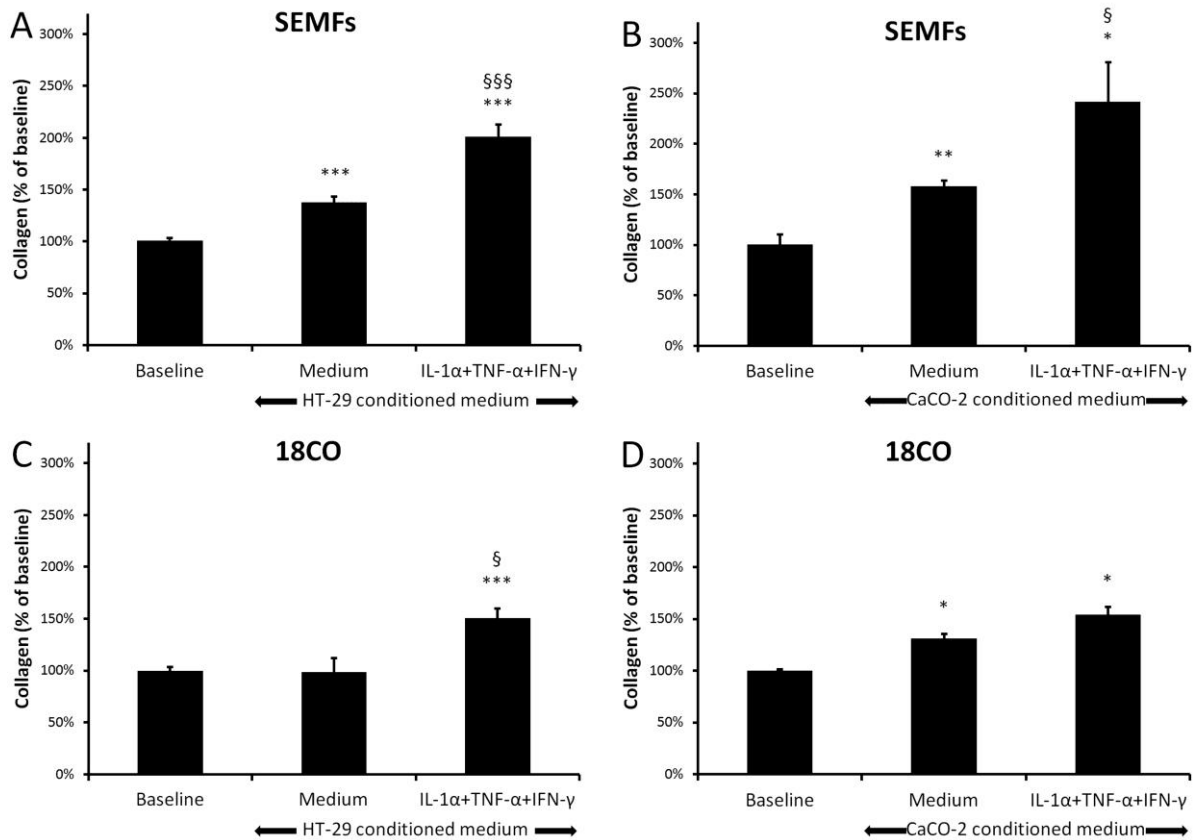 A
SEMFs
Collagen (% of baseline)
300%
250%
200%
150%
100%
50%
0%
§§§
***
***
Baseline
Medium
IL-1α+TNF-α+IFN-γ
HT-29 conditioned medium
B
SEMFs
Collagen (% of baseline)
300%
250%
200%
150%
100%
50%
0%
§
*
**
Baseline
Medium
IL-1α+TNF-α+IFN-γ
CaCO-2 conditioned medium
C
18CO
Collagen (% of baseline)
300%
250%
200%
150%
100%
50%
0%
§
***
Baseline
Medium
IL-1α+TNF-α+IFN-γ
HT-29 conditioned medium
D
18CO
Collagen (% of baseline)
300%
250%
200%
150%
100%
50%
0%
*
*
Baseline
Medium
IL-1α+TNF-α+IFN-γ
CaCO-2 conditioned medium